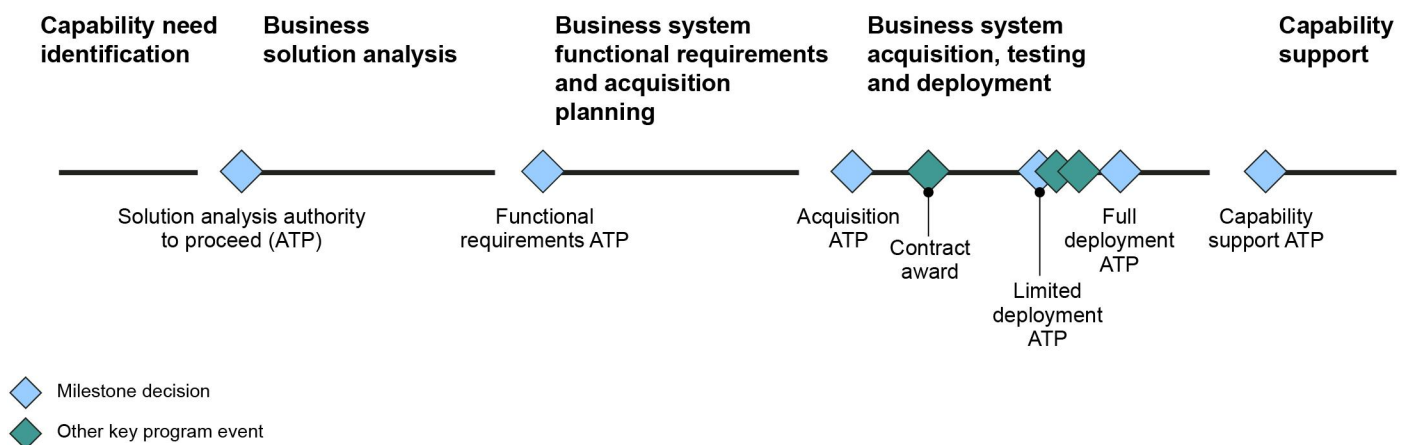 Capability need
identification
Business
solution analysis
Business system
functional requirements
and acquisition
planning
Business system
acquisition, testing
and deployment
Capability
support
Solution analysis authority
to proceed (ATP)
Functional
requirements ATP
Acquisition
ATP
Contract
award
Limited
deployment
ATP
Full
deployment
ATP
Capability
support ATP
Milestone decision
Other key program event